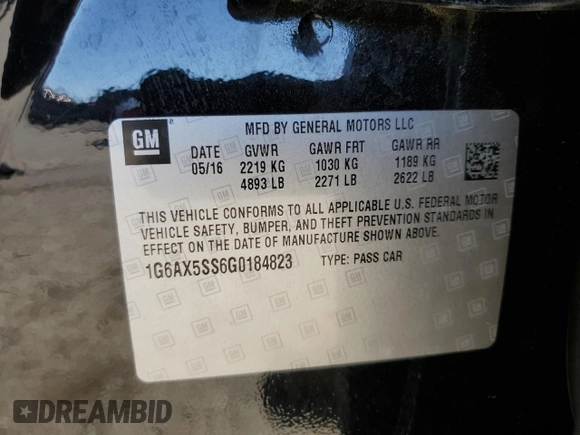 GM
MFD BY GENERAL MOTORS LLC
DATE GVWR GAWR FRT GAWR RR
05/16 2219 KG 1030 KG 1189 KG
4893 LB 2271 LB 2622 LB
THIS VEHICLE CONFORMS TO ALL APPLICABLE U.S. FEDERAL MOTOR
VEHICLE SAFETY, BUMPER, AND THEFT PREVENTION STANDARDS IN
EFFECT ON THE DATE OF MANUFACTURE SHOWN ABOVE.
1G6AX5SS6G0184823 TYPE: PASS CAR
DREAMBID